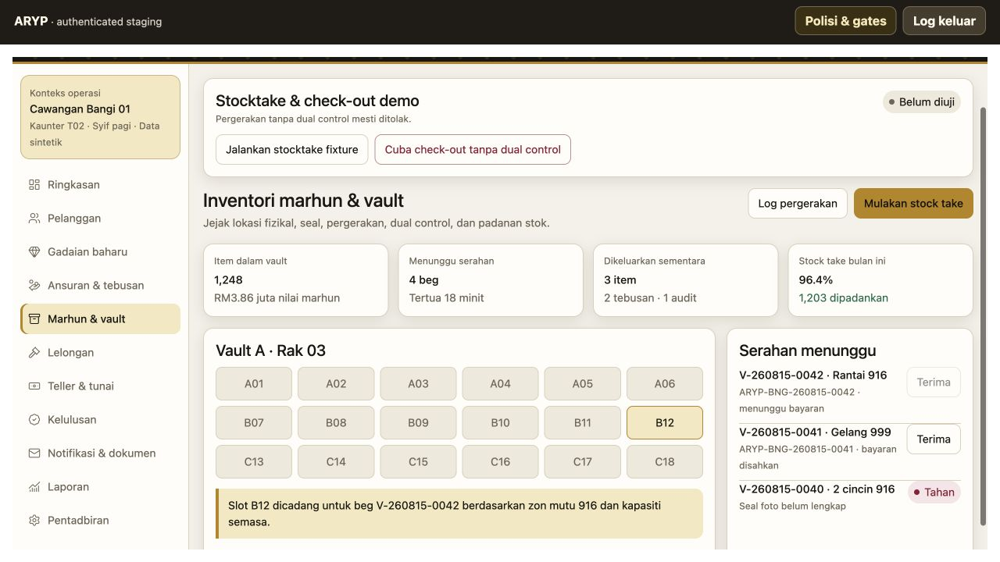 ARYP · authenticated staging
Polisi & gates
Log keluar
Konteks operasi
Cawangan Bangi 01
Kaunter T02 · Syif pagi · Data
sintetik
Ringkasan
Pelanggan
Gadaian baharu
Ansuran & tebusan
Marhun & vault
Lelongan
Teller & tunai
Kelulusan
Notifikasi & dokumen
Laporan
Pentadbiran
Stocktake & check-out demo
Belum diuji
Pergerakan tanpa dual control mesti ditolak.
Jalankan stocktake fixture
Cuba check-out tanpa dual control
Inventori marhun & vault
Jejak lokasi fizikal, seal, pergerakan, dual control, dan padanan stok.
Log pergerakan
Mulakan stock take
Item dalam vault
1,248
RM3.86 juta nilai marhun
Menunggu serahan
4 beg
Tertua 18 minit
Dikeluarkan sementara
3 item
2 tebusan · 1 audit
Stock take bulan ini
96.4%
1,203 dipadankan
Vault A · Rak 03
A01 A02 A03 A04 A05 A06
B07 B08 B09 B10 B11 B12
C13 C14 C15 C16 C17 C18
Slot B12 dicadang untuk beg V-260815-0042 berdasarkan zon mutu 916 dan kapasiti
semasa.
Serahan menunggu
V-260815-0042 · Rantai 916
ARYP-BNG-260815-0042 ·
menunggu bayaran
Terima
V-260815-0041 · Gelang 999
ARYP-BNG-260815-0041 · bayaran
disahkan
Terima
V-260815-0040 · 2 cincin 916
Seal foto belum lengkap
Tahan